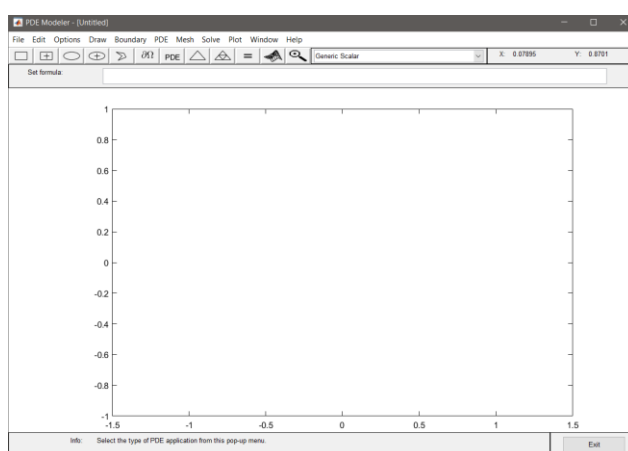 PDE Modeler - [Untitled]
File Edit Options Draw Boundary PDE Mesh Solve Plot Window Help
∂Ω PDE = Generic Scalar X: 0.07895 Y: 0.8701
Set formula:
1
0.8
0.6
0.4
0.2
0
-0.2
-0.4
-0.6
-0.8
-1
-1.5 -1 -0.5 0 0.5 1 1.5
Info: Select the type of PDE application from this pop-up menu. Exit